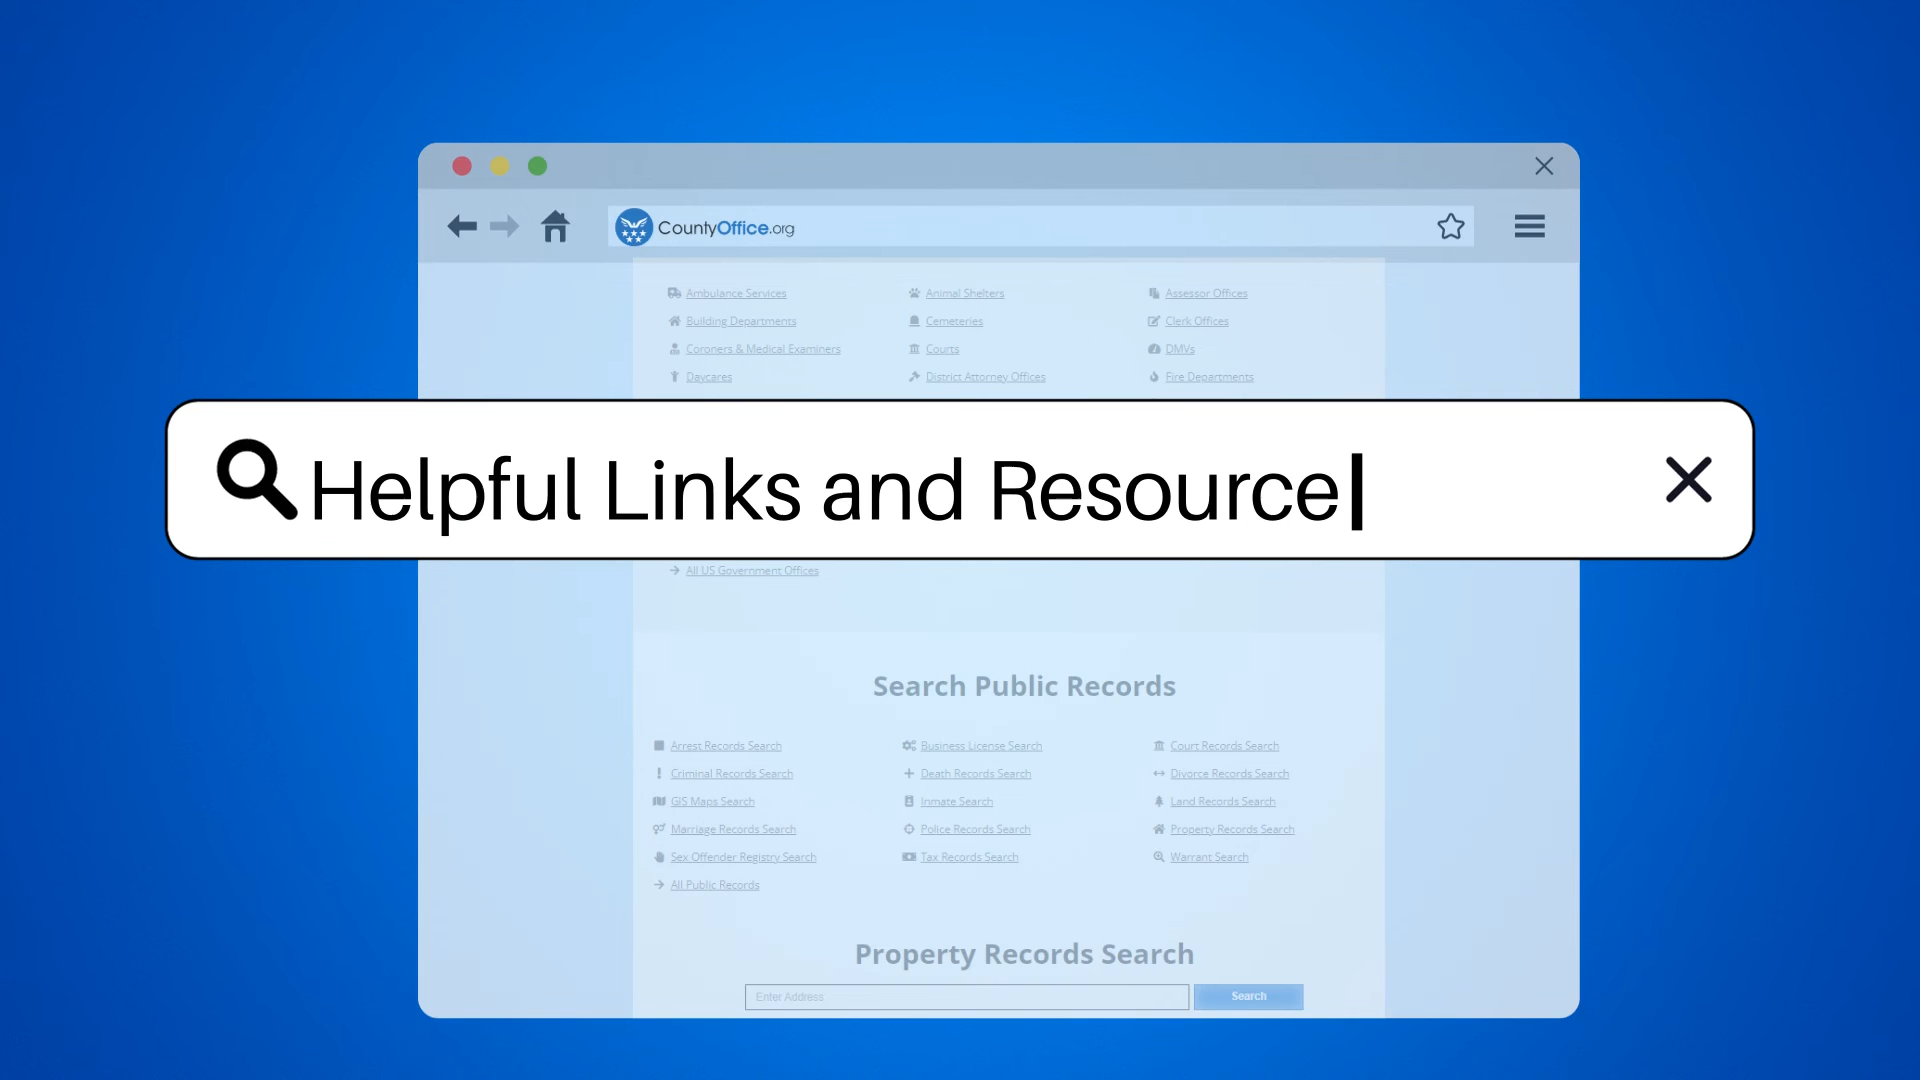 CountyOffice.org
Ambulance Services Animal Shelters Assessor Offices
Building Departments Cemeteries Clerk Offices
Coroners & Medical Examiners Courts DMVs
Daycares District Attorney Offices Fire Departments
Helpful Links and Resource
All US Government Offices
Search Public Records
Arrest Records Search Business License Search Court Records Search
Criminal Records Search Death Records Search Divorce Records Search
GIS Maps Search Inmate Search Land Records Search
Marriage Records Search Police Records Search Property Records Search
Sex Offender Registry Search Tax Records Search Warrant Search
All Public Records
Property Records Search
Enter Address Search